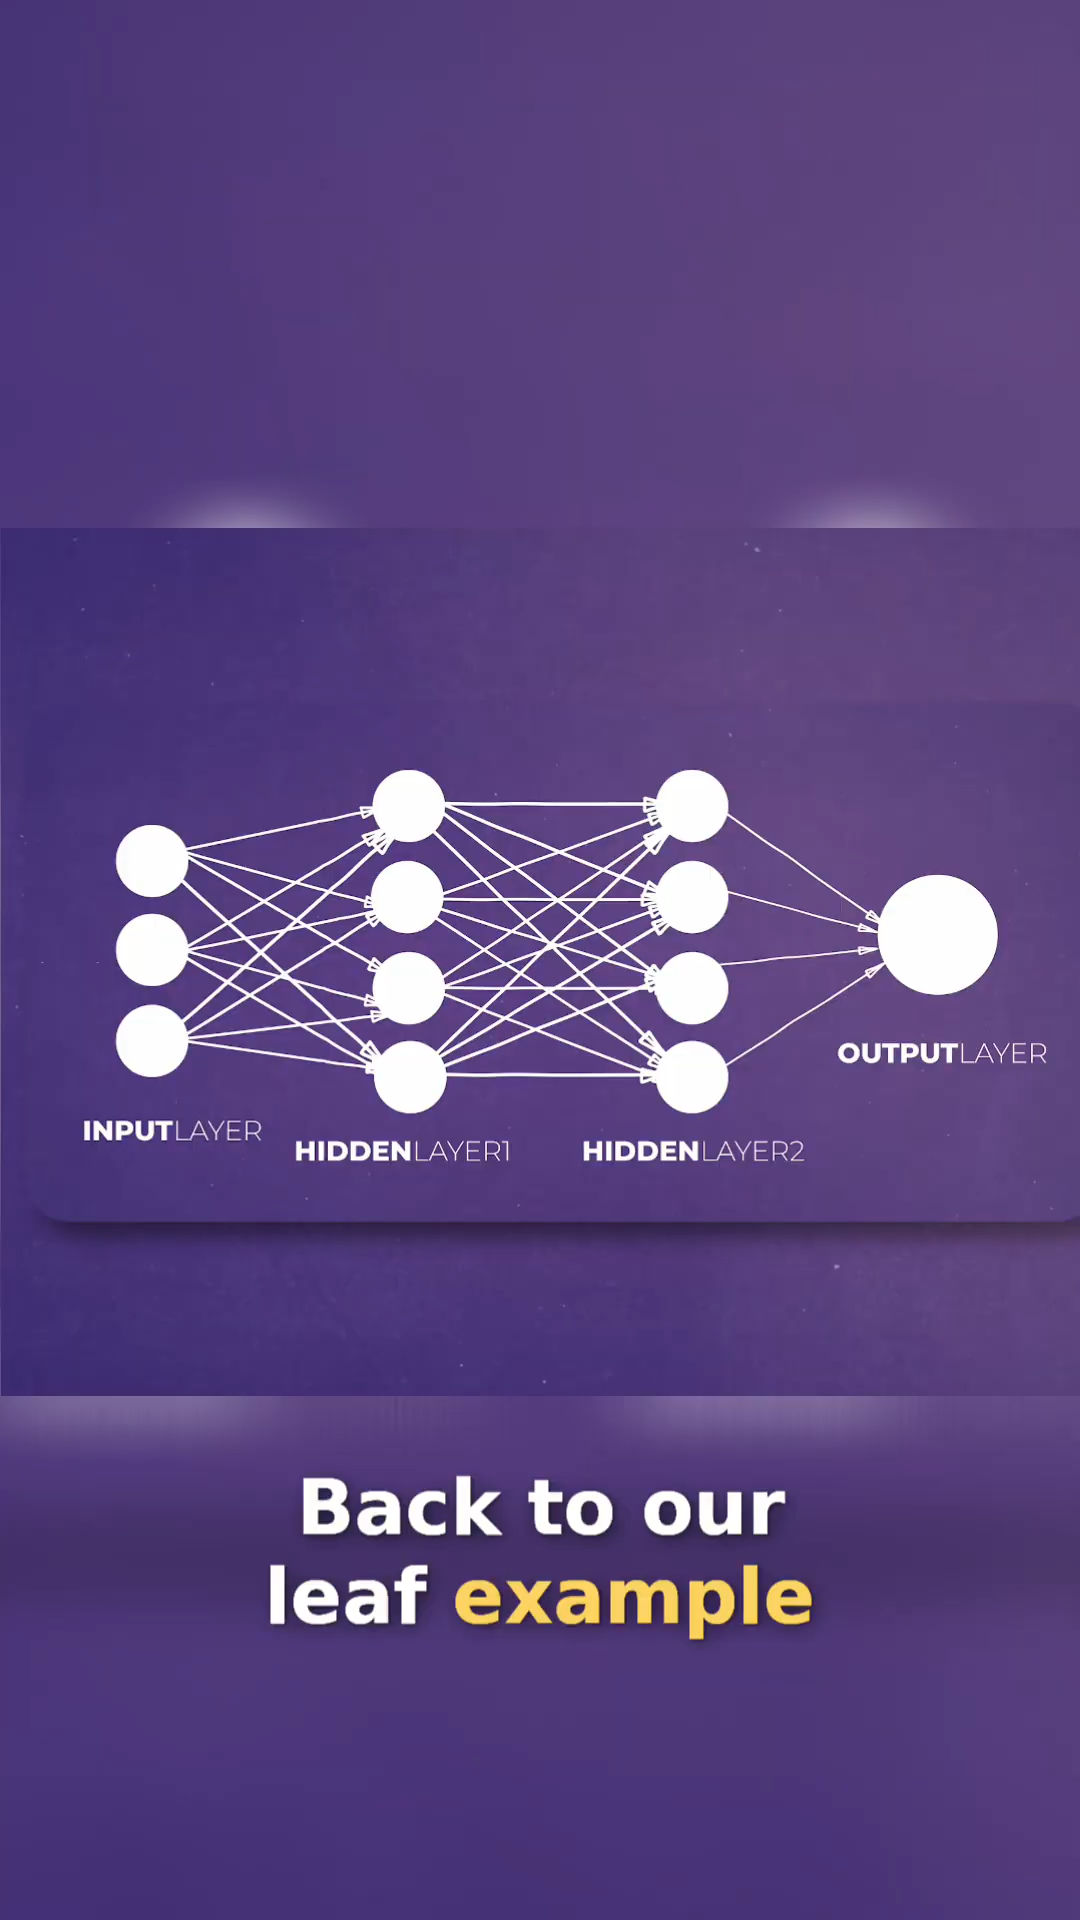 INPUTLAYER
HIDDENLAYER1
HIDDENLAYER2
OUTPUTLAYER
Back to our
leaf example